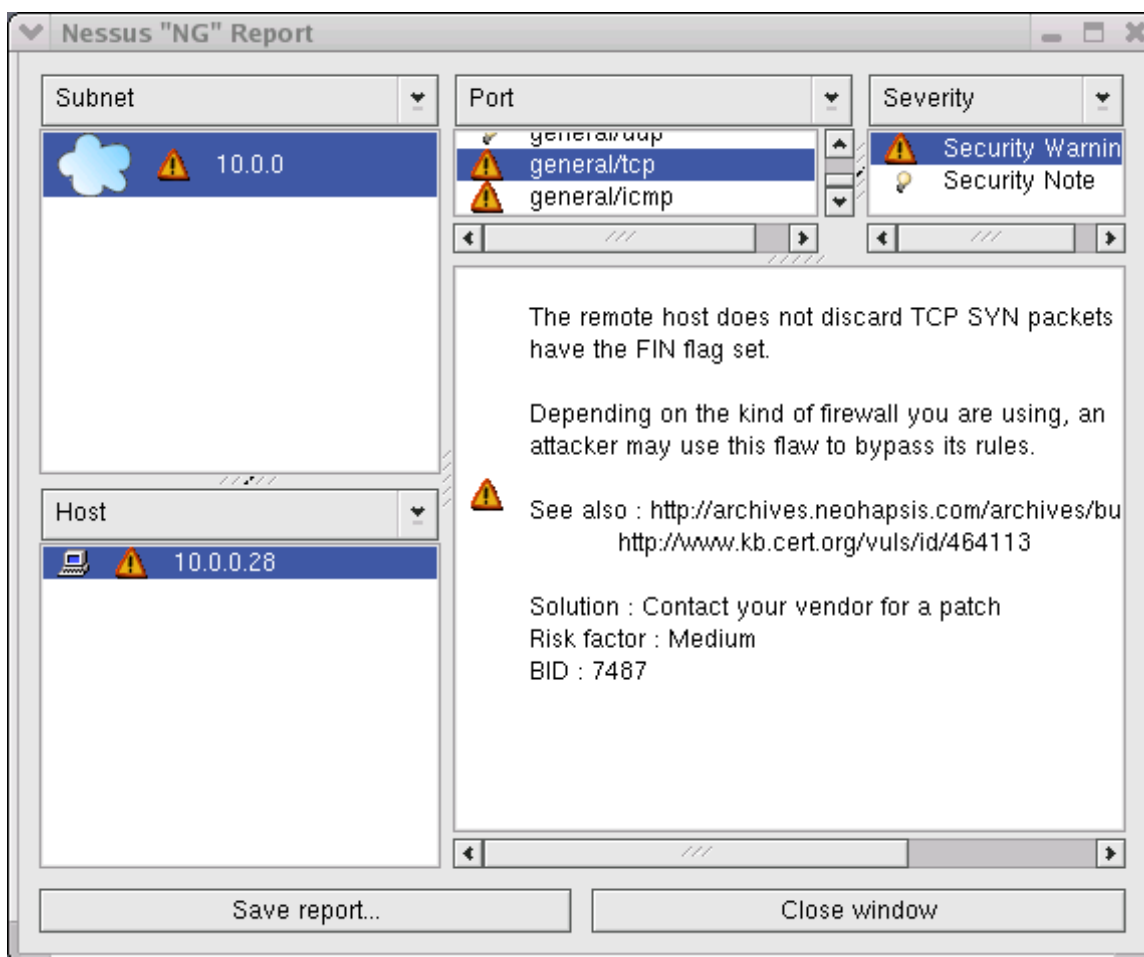 Nessus "NG" Report
Subnet
10.0.0
Host
10.0.0.28
Port
general/udp
general/tcp
general/icmp
Severity
Security Warnin
Security Note
The remote host does not discard TCP SYN packets
have the FIN flag set.
Depending on the kind of firewall you are using, an
attacker may use this flaw to bypass its rules.
See also : http://archives.neohapsis.com/archives/bu
http://www.kb.cert.org/vuls/id/464113
Solution : Contact your vendor for a patch
Risk factor : Medium
BID : 7487
Save report...
Close window